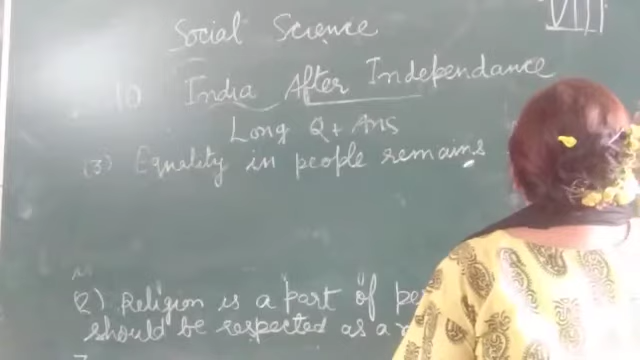 VIII
Social Science
10 India After Independance
Long Q + Ans
(3) Equality in people remains
Q) Religion is a part of
should be respected as a